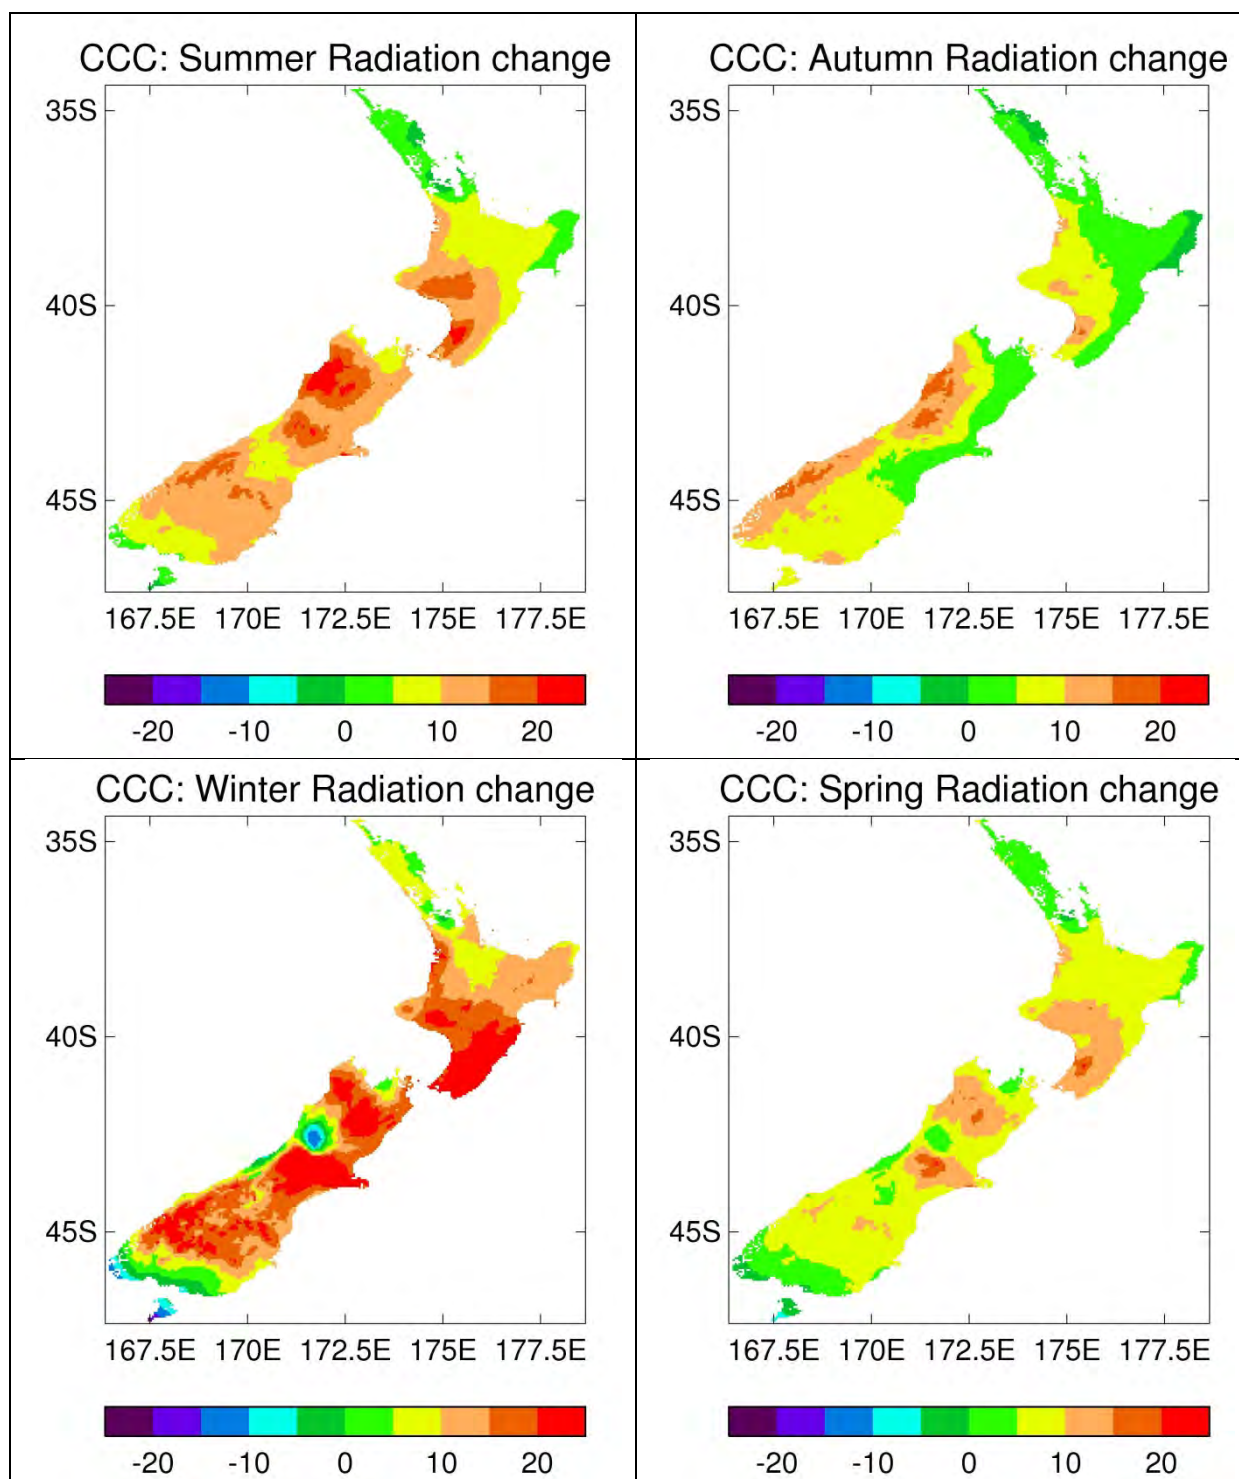 CCC: Summer Radiation change
35S
40S
45S
167.5E 170E 172.5E 175E 177.5E
-20 -10 0 10 20
CCC: Autumn Radiation change
35S
40S
45S
167.5E 170E 172.5E 175E 177.5E
-20 -10 0 10 20
CCC: Winter Radiation change
35S
40S
45S
167.5E 170E 172.5E 175E 177.5E
-20 -10 0 10 20
CCC: Spring Radiation change
35S
40S
45S
167.5E 170E 172.5E 175E 177.5E
-20 -10 0 10 20